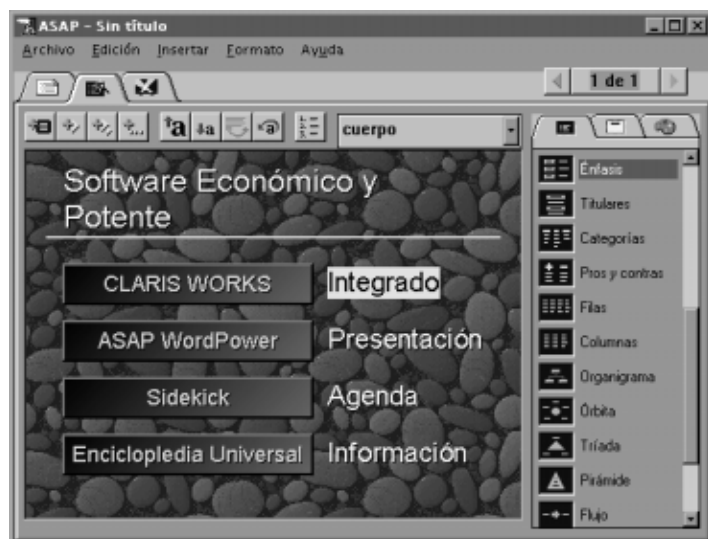 ASAP - Sin título
Archivo Edición Insertar Formato Ayuda
1 de 1
cuerpo
Software Económico y
Potente
CLARIS WORKS Integrado
ASAP WordPower Presentación
Sidekick Agenda
Enciclopledia Universal Información
Énfasis
Titulares
Categorías
Pros y contras
Filas
Columnas
Organigrama
Órbita
Tríada
Pirámide
Flujo